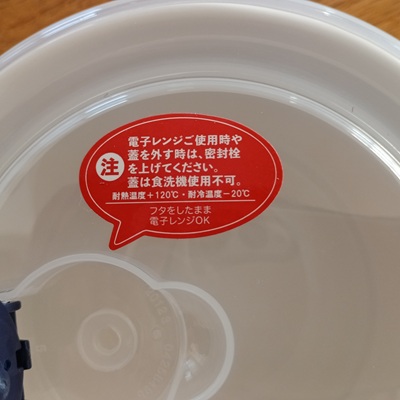 注
電子レンジご使用時や
蓋を外す時は、密封栓
を上げてください。
蓋は食洗機使用不可。
耐熱温度+120℃・耐冷温度-20℃
フタをしたまま
電子レンジOK